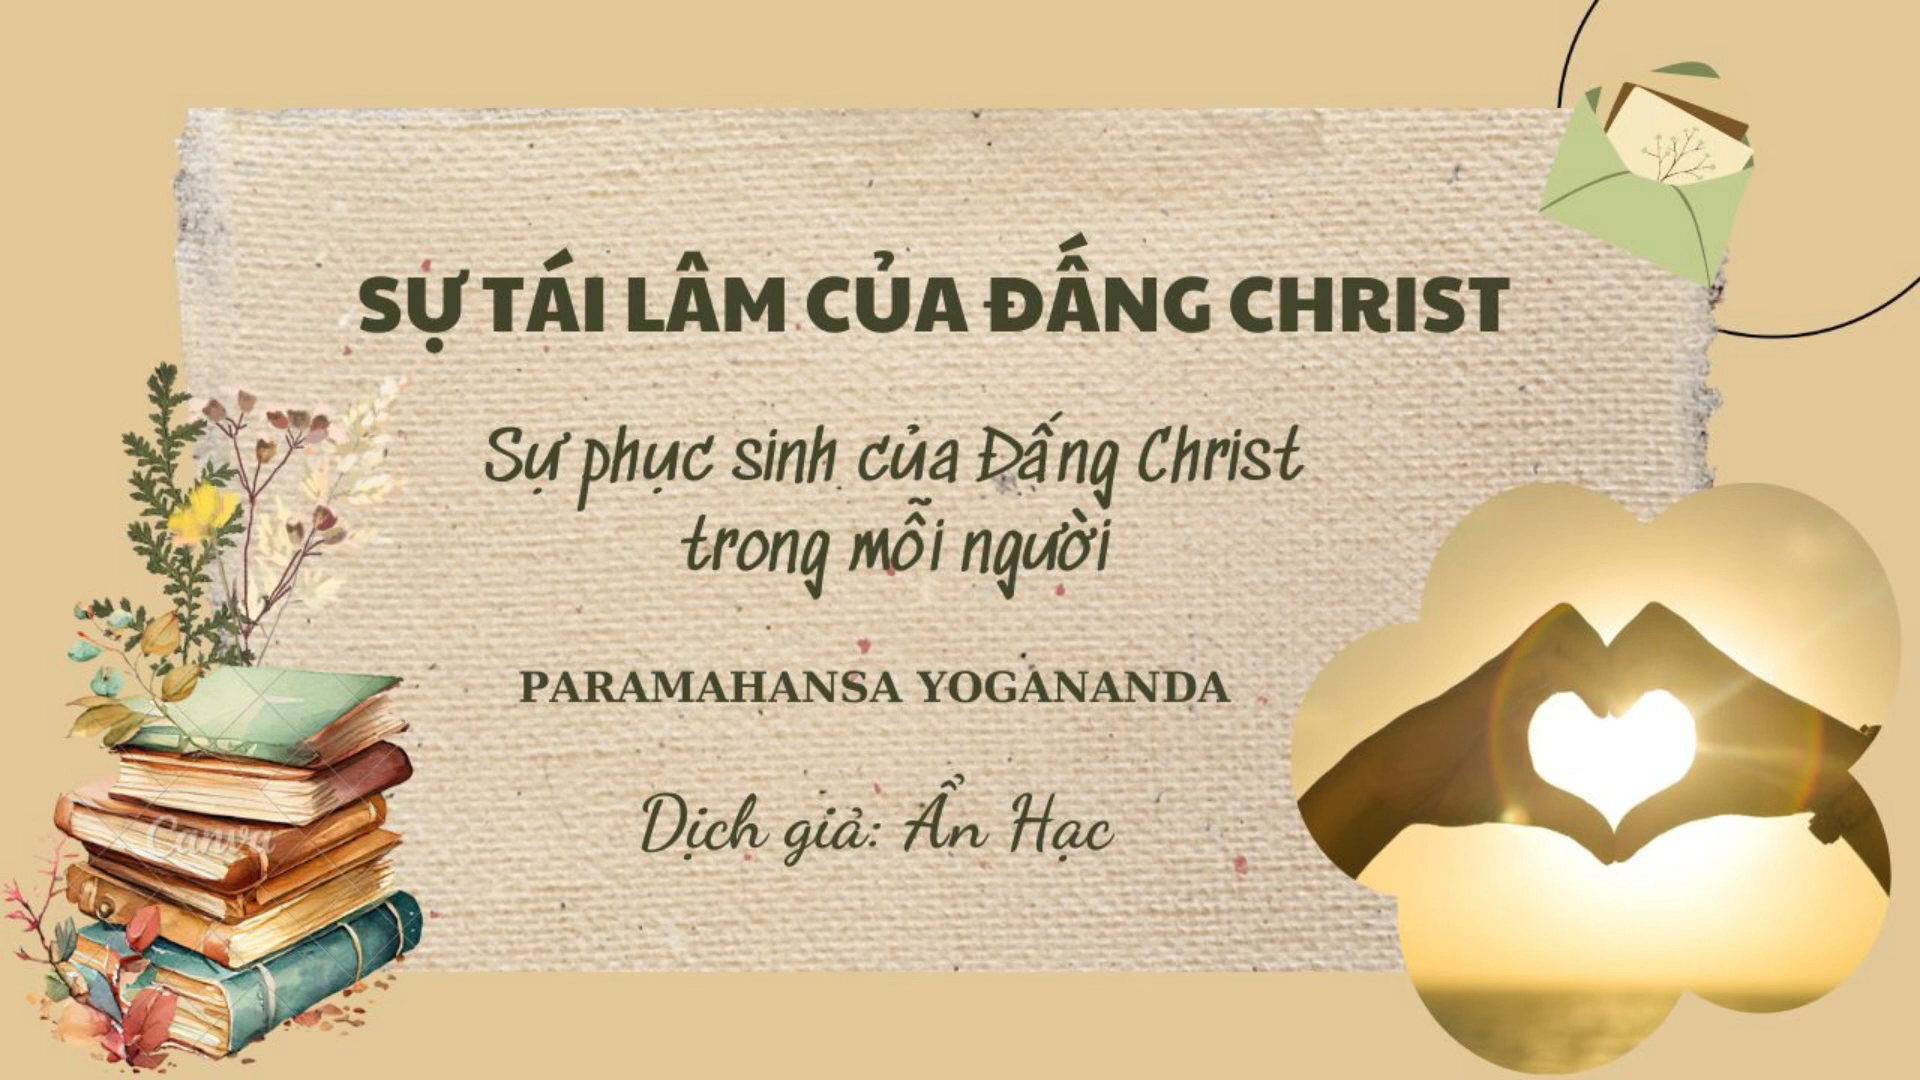 SỰ TÁI LÂM CỦA ĐẤNG CHRIST
Sự phục sinh của Đấng Christ
trong mỗi người
PARAMAHANSA YOGANANDA
Dịch giả: Ẩn Hạc
Canva